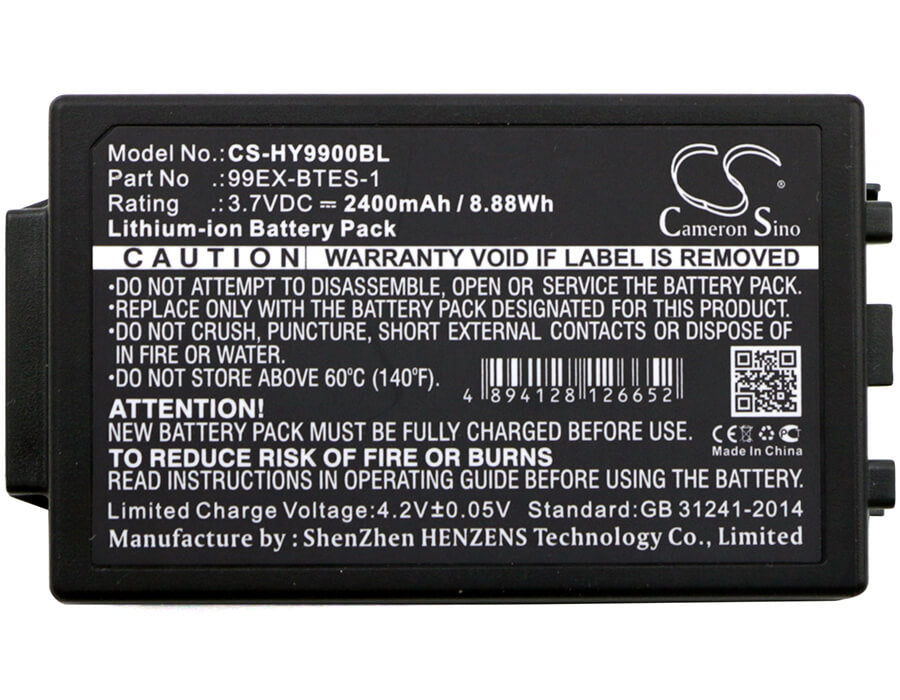 Model No.: CS-HY9900BL
Part No .: 99EX-BTES-1
Rating .: 3.7VDC ⎓ 2400mAh / 8.88Wh
Lithium-ion Battery Pack
CS
®
Cameron Sino
CAUTION WARRANTY VOID IF LABEL IS REMOVED
•DO NOT ATTEMPT TO DISASSEMBLE, OPEN OR SERVICE THE BATTERY PACK.
•REPLACE ONLY WITH THE BATTERY PACK DESIGNATED FOR THIS PRODUCT.
•DO NOT CRUSH, PUNCTURE, SHORT EXTERNAL CONTACTS OR DISPOSE OF
IN FIRE OR WATER.
•DO NOT STORE ABOVE 60°C (140°F).
4 894128 126652
ATTENTION!
NEW BATTERY PACK MUST BE FULLY CHARGED BEFORE USE.
CE
Made In China
TO REDUCE RISK OF FIRE OR BURNS
READ INSTRUCTIONS IN OPERATING GUIDE BEFORE USING THE BATTERY.
Limited Charge Voltage:4.2V±0.05V Standard:GB 31241-2014
Manufacture by : ShenZhen HENZENS Technology Co., Limited